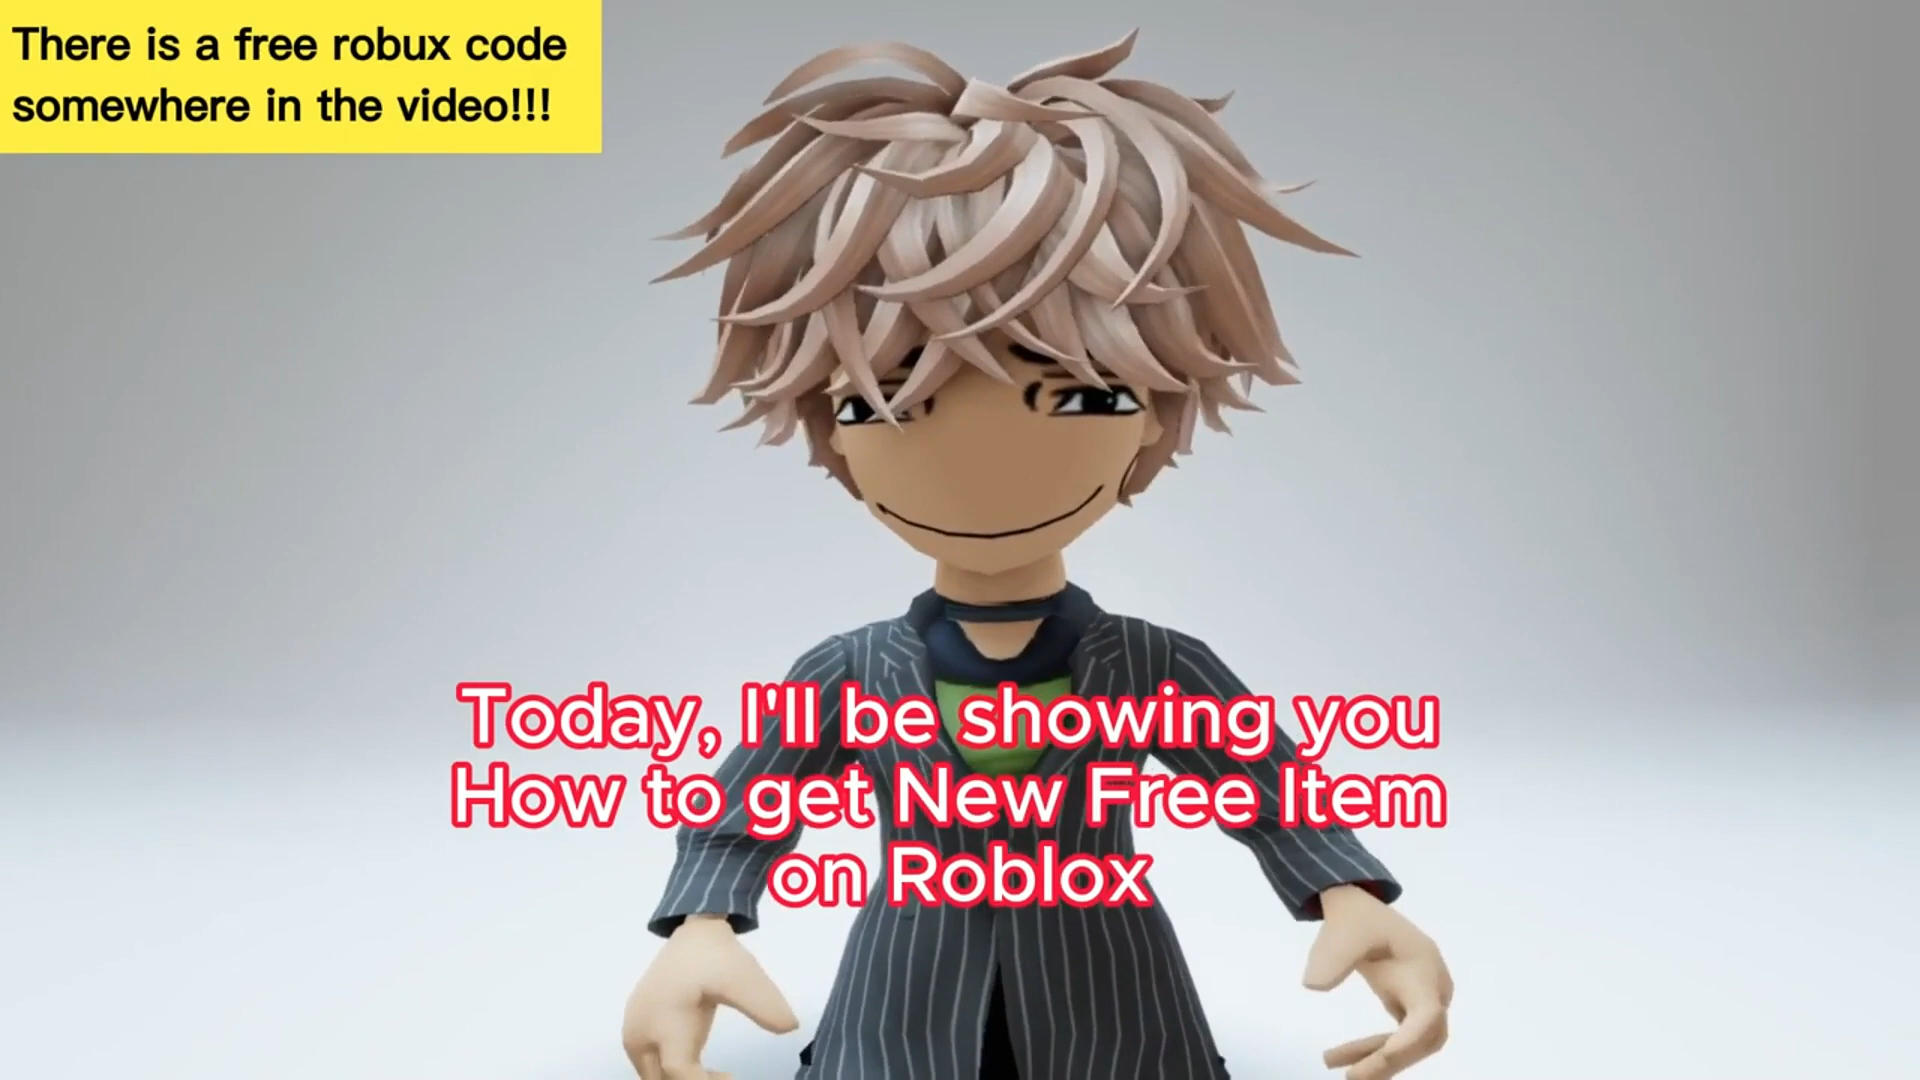 There is a free robux code
somewhere in the video!!!
Today, I'll be showing you
How to get New Free Item
on Roblox